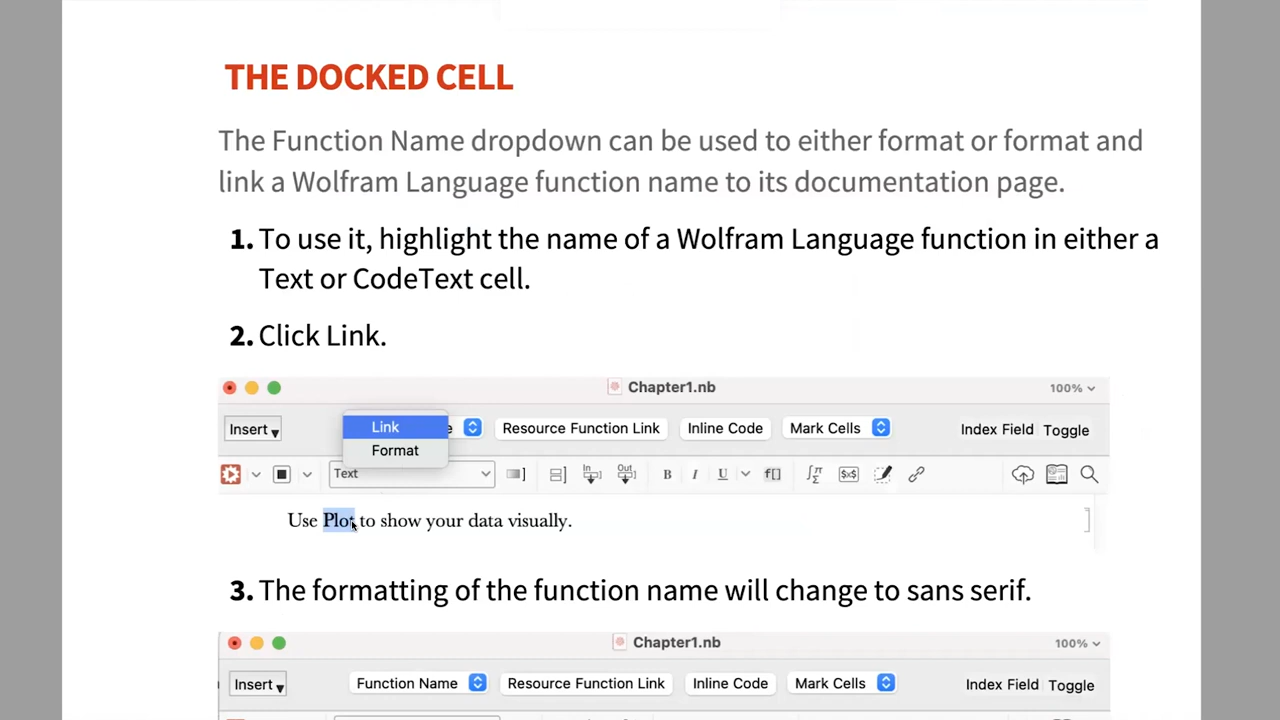 THE DOCKED CELL
The Function Name dropdown can be used to either format or format and
link a Wolfram Language function name to its documentation page.
1. To use it, highlight the name of a Wolfram Language function in either a
Text or CodeText cell.
2. Click Link.
Chapter1.nb 100%
Insert Link e Resource Function Link Inline Code Mark Cells Index Field Toggle
Format
Text In Out B I U f[] ∫π Σ $x$
Use Plot to show your data visually.
3. The formatting of the function name will change to sans serif.
Chapter1.nb 100%
Insert Function Name Resource Function Link Inline Code Mark Cells Index Field Toggle